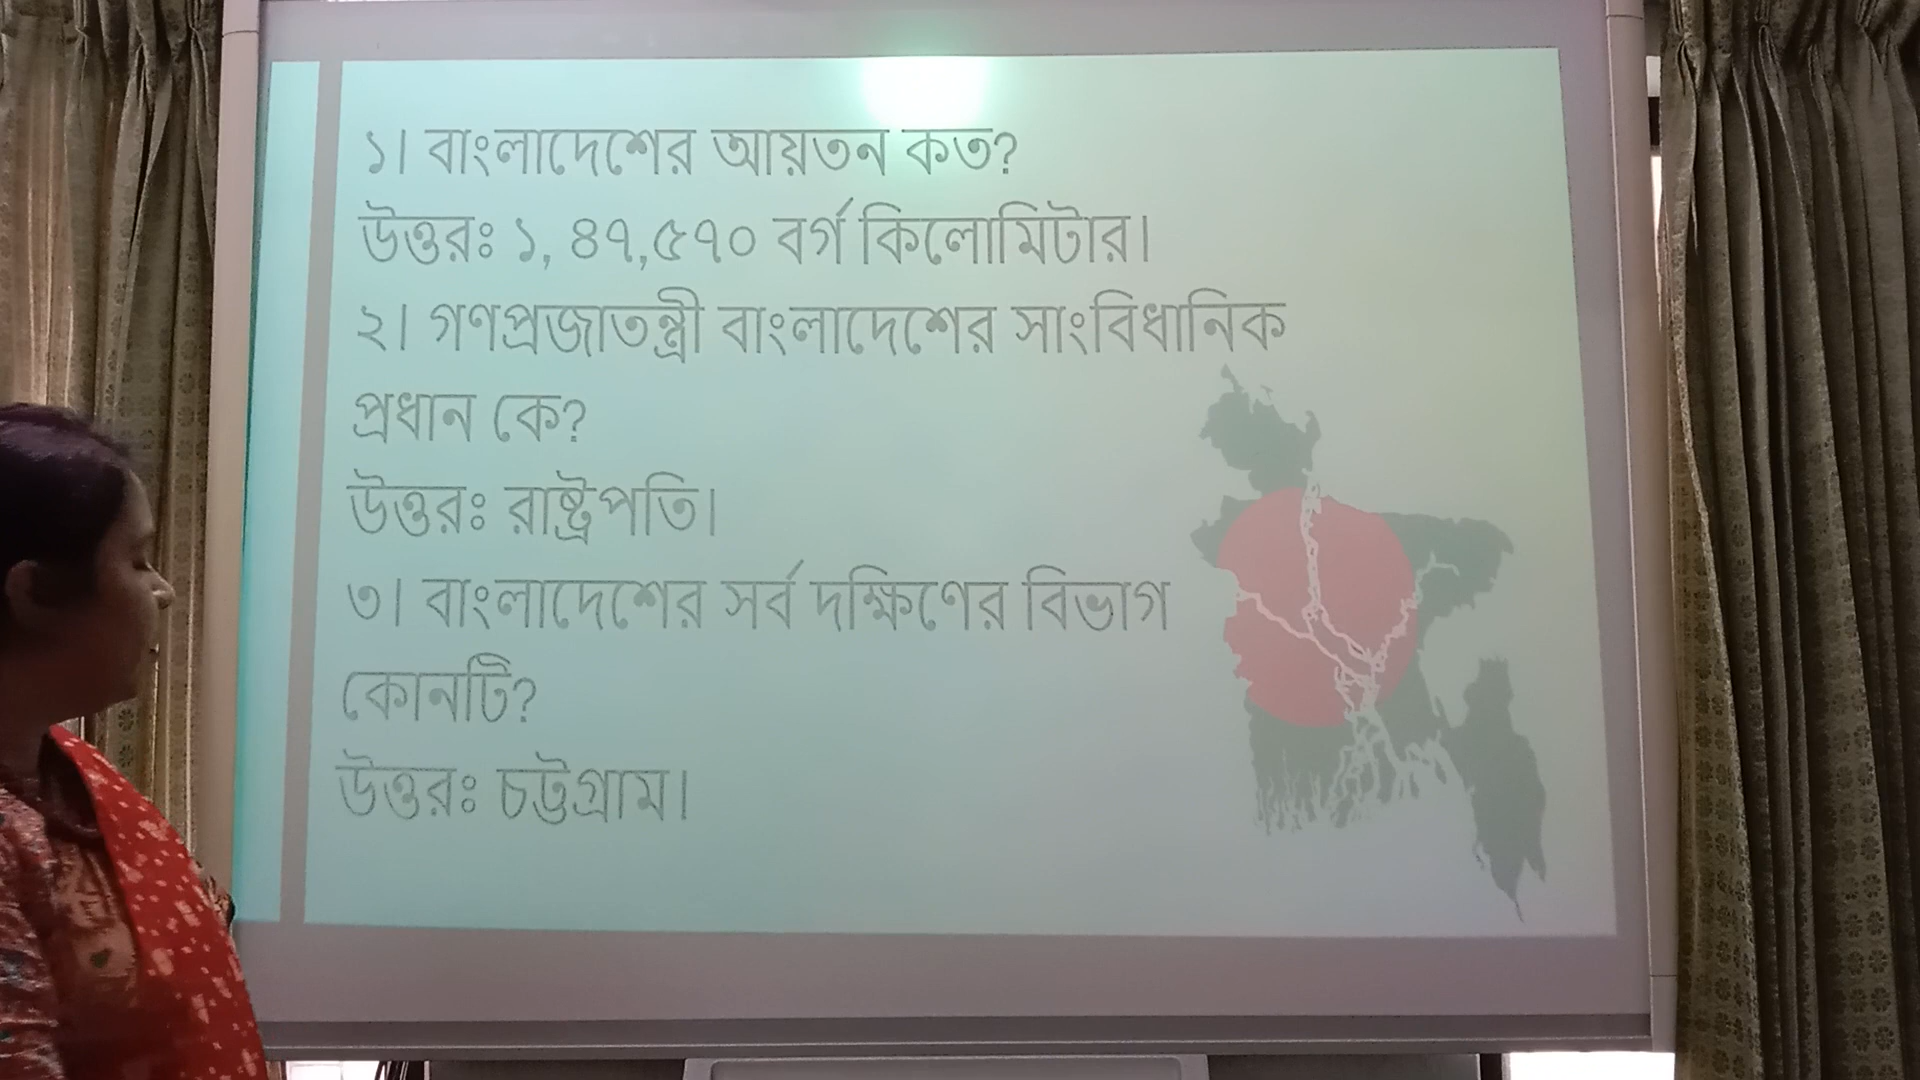 ১। বাংলাদেশের আয়তন কত?
উত্তরঃ ১, ৪৭,৫৭০ বর্গ কিলোমিটার।
২। গণপ্রজাতন্ত্রী বাংলাদেশের সাংবিধানিক
প্রধান কে?
উত্তরঃ রাষ্ট্রপতি।
৩। বাংলাদেশের সর্ব দক্ষিণের বিভাগ
কোনটি?
উত্তরঃ চট্টগ্রাম।